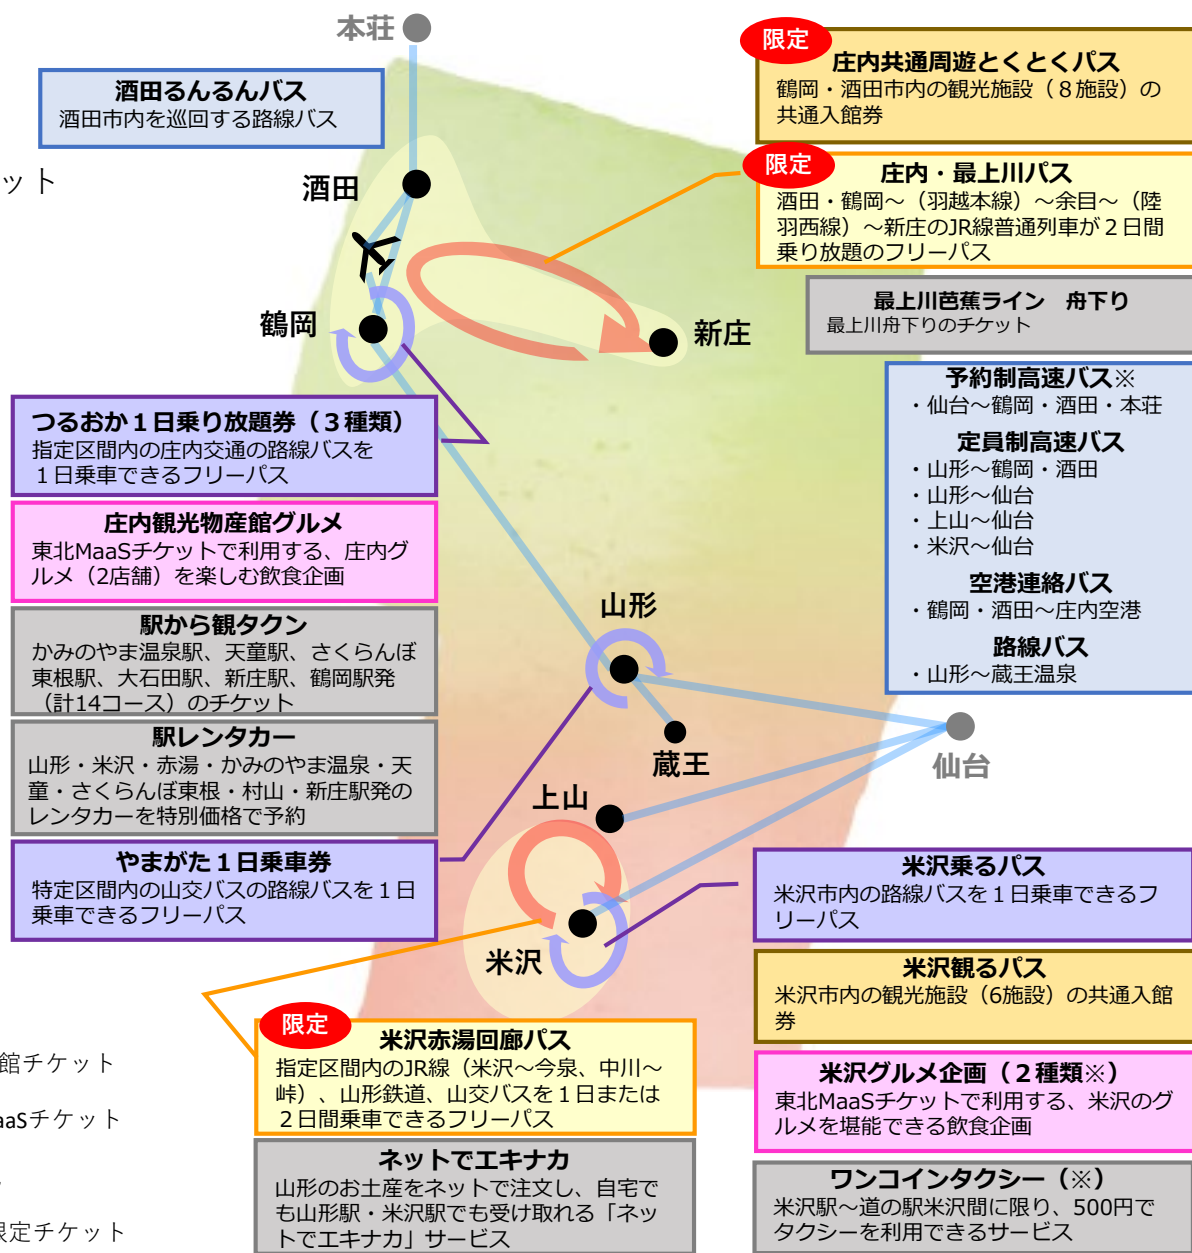 本荘
限定
庄内共通周遊とくとくパス
鶴岡・酒田市内の観光施設（８施設）の
共通入館券
酒田るんるんバス
酒田市内を巡回する路線バス
ット
酒田
限定
庄内・最上川パス
酒田・鶴岡～（羽越本線）～余目～（陸
羽西線）～新庄のJR線普通列車が２日間
乗り放題のフリーパス
最上川芭蕉ライン　舟下り
最上川舟下りのチケット
鶴岡
新庄
予約制高速バス※
・仙台～鶴岡・酒田・本荘
定員制高速バス
・山形～鶴岡・酒田
・山形～仙台
・上山～仙台
・米沢～仙台
空港連絡バス
・鶴岡・酒田～庄内空港
路線バス
・山形～蔵王温泉
つるおか１日乗り放題券（３種類）
指定区間内の庄内交通の路線バスを
１日乗車できるフリーパス
庄内観光物産館グルメ
東北MaaSチケットで利用する、庄内グ
ルメ（2店舗）を楽しむ飲食企画
駅から観タクン
かみのやま温泉駅、天童駅、さくらんぼ
東根駅、大石田駅、新庄駅、鶴岡駅発
（計14コース）のチケット
駅レンタカー
山形・米沢・赤湯・かみのやま温泉・天
童・さくらんぼ東根・村山・新庄駅発の
レンタカーを特別価格で予約
やまがた１日乗車券
特定区間内の山交バスの路線バスを１日
乗車できるフリーパス
山形
蔵王
仙台
上山
米沢
米沢乗るパス
米沢市内の路線バスを１日乗車できるフ
リーパス
米沢観るパス
米沢市内の観光施設（6施設）の共通入館
券
米沢グルメ企画（２種類※）
東北MaaSチケットで利用する、米沢のグ
ルメを堪能できる飲食企画
ワンコインタクシー（※）
米沢駅～道の駅米沢間に限り、500円で
タクシーを利用できるサービス
限定
米沢赤湯回廊パス
指定区間内のJR線（米沢～今泉、中川～
峠）、山形鉄道、山交バスを１日または
２日間乗車できるフリーパス
ネットでエキナカ
山形のお土産をネットで注文し、自宅で
も山形駅・米沢駅でも受け取れる「ネッ
トでエキナカ」サービス
館チケット
aaSチケット
限定チケット